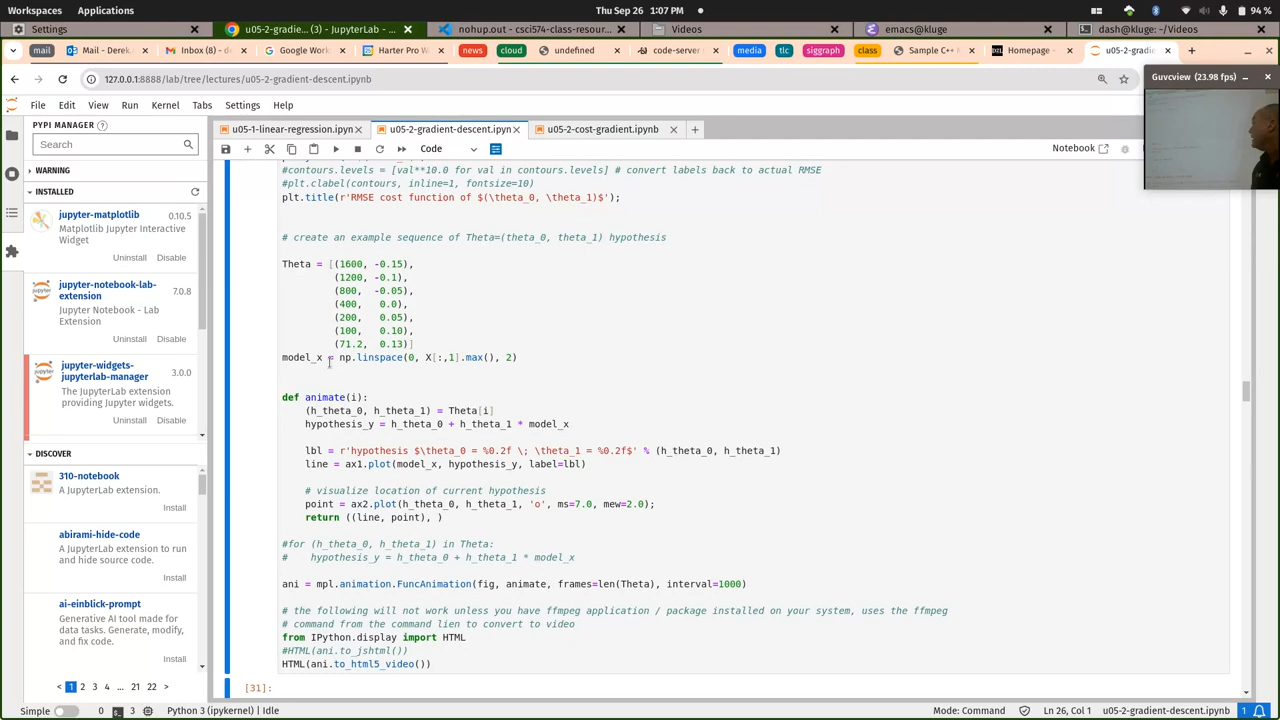 Workspaces Applications Thu Sep 26 1:07 PM 94 %
Settings u05-2-gradient-des... (3) - JupyterLab - ... nohup.out - csci574-class-resour... Videos emacs@kluge dash@kluge: ~/Videos
mail Mail - Derek Inbox (8) - d Google Work Harter Pro W news cloud undefined code-server media tlc siggraph class Sample C++ M Homepage - u05-2-gradi
127.0.0.1:8888/lab/tree/lectures/u05-2-gradient-descent.ipynb
Guvcview (23.98 fps)
File Edit View Run Kernel Tabs Settings Help
PYPI MANAGER
Search
WARNING
INSTALLED
jupyter-matplotlib 0.10.5
Matplotlib Jupyter Interactive
Widget
Uninstall Disable
jupyter-notebook-lab-
extension 7.0.8
Jupyter Notebook - Lab
Extension
Uninstall Disable
jupyter-widgets-
jupyterlab-manager 3.0.0
The JupyterLab extension
providing Jupyter widgets.
Uninstall Disable
DISCOVER
310-notebook
A JupyterLab extension.
Install
abirami-hide-code
A JupyterLab extension to run
and hide source code.
Install
ai-einblick-prompt
Generative AI tool made for
data tasks. Generate, modify,
and fix code.
Install
< 1 2 3 4 ... 21 22 >
u05-1-linear-regression.ipyn u05-2-gradient-descent.ipyn u05-2-cost-gradient.ipynb
Code Notebook
#contours.levels = [val**10.0 for val in contours.levels] # convert labels back to actual RMSE
#plt.clabel(contours, inline=1, fontsize=10)
plt.title(r'RMSE cost function of $(\theta_0, \theta_1)$');
# create an example sequence of Theta=(theta_0, theta_1) hypothesis
Theta = [(1600, -0.15),
(1200, -0.1),
(800, -0.05),
(400, 0.0),
(200, 0.05),
(100, 0.10),
(71.2, 0.13)]
model_x = np.linspace(0, X[:,1].max(), 2)
def animate(i):
(h_theta_0, h_theta_1) = Theta[i]
hypothesis_y = h_theta_0 + h_theta_1 * model_x
lbl = r'hypothesis $\theta_0 = %0.2f \; \theta_1 = %0.2f$' % (h_theta_0, h_theta_1)
line = ax1.plot(model_x, hypothesis_y, label=lbl)
# visualize location of current hypothesis
point = ax2.plot(h_theta_0, h_theta_1, 'o', ms=7.0, mew=2.0);
return ((line, point), )
#for (h_theta_0, h_theta_1) in Theta:
# hypothesis_y = h_theta_0 + h_theta_1 * model_x
ani = mpl.animation.FuncAnimation(fig, animate, frames=len(Theta), interval=1000)
# the following will not work unless you have ffmpeg application / package installed on your system, uses the ffmpeg
# command from the command lien to convert to video
from IPython.display import HTML
#HTML(ani.to_jshtml())
HTML(ani.to_html5_video())
[31]:
Simple 0 3 Python 3 (ipykernel) | Idle Mode: Command Ln 26, Col 1 u05-2-gradient-descent.ipynb 1